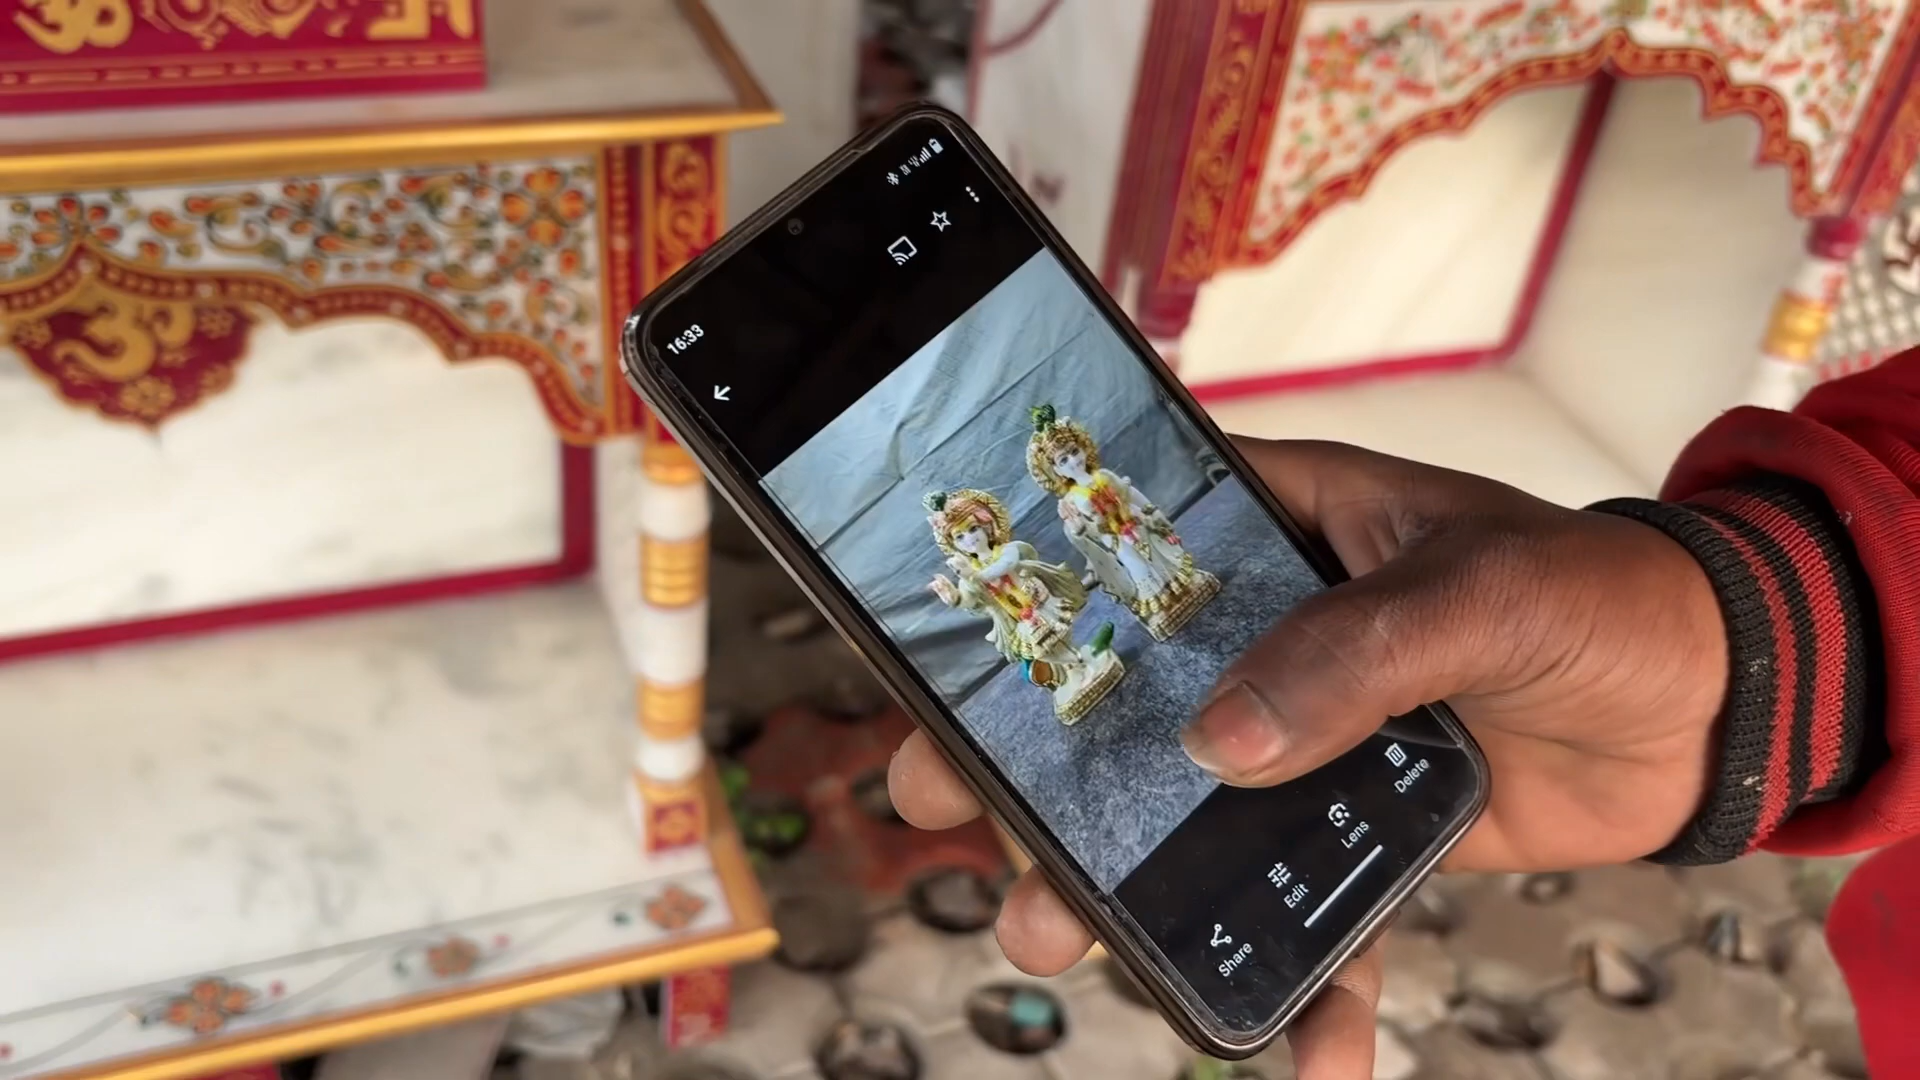 ॐ
16:33
ॐ
Share
Edit
Lens
Delete